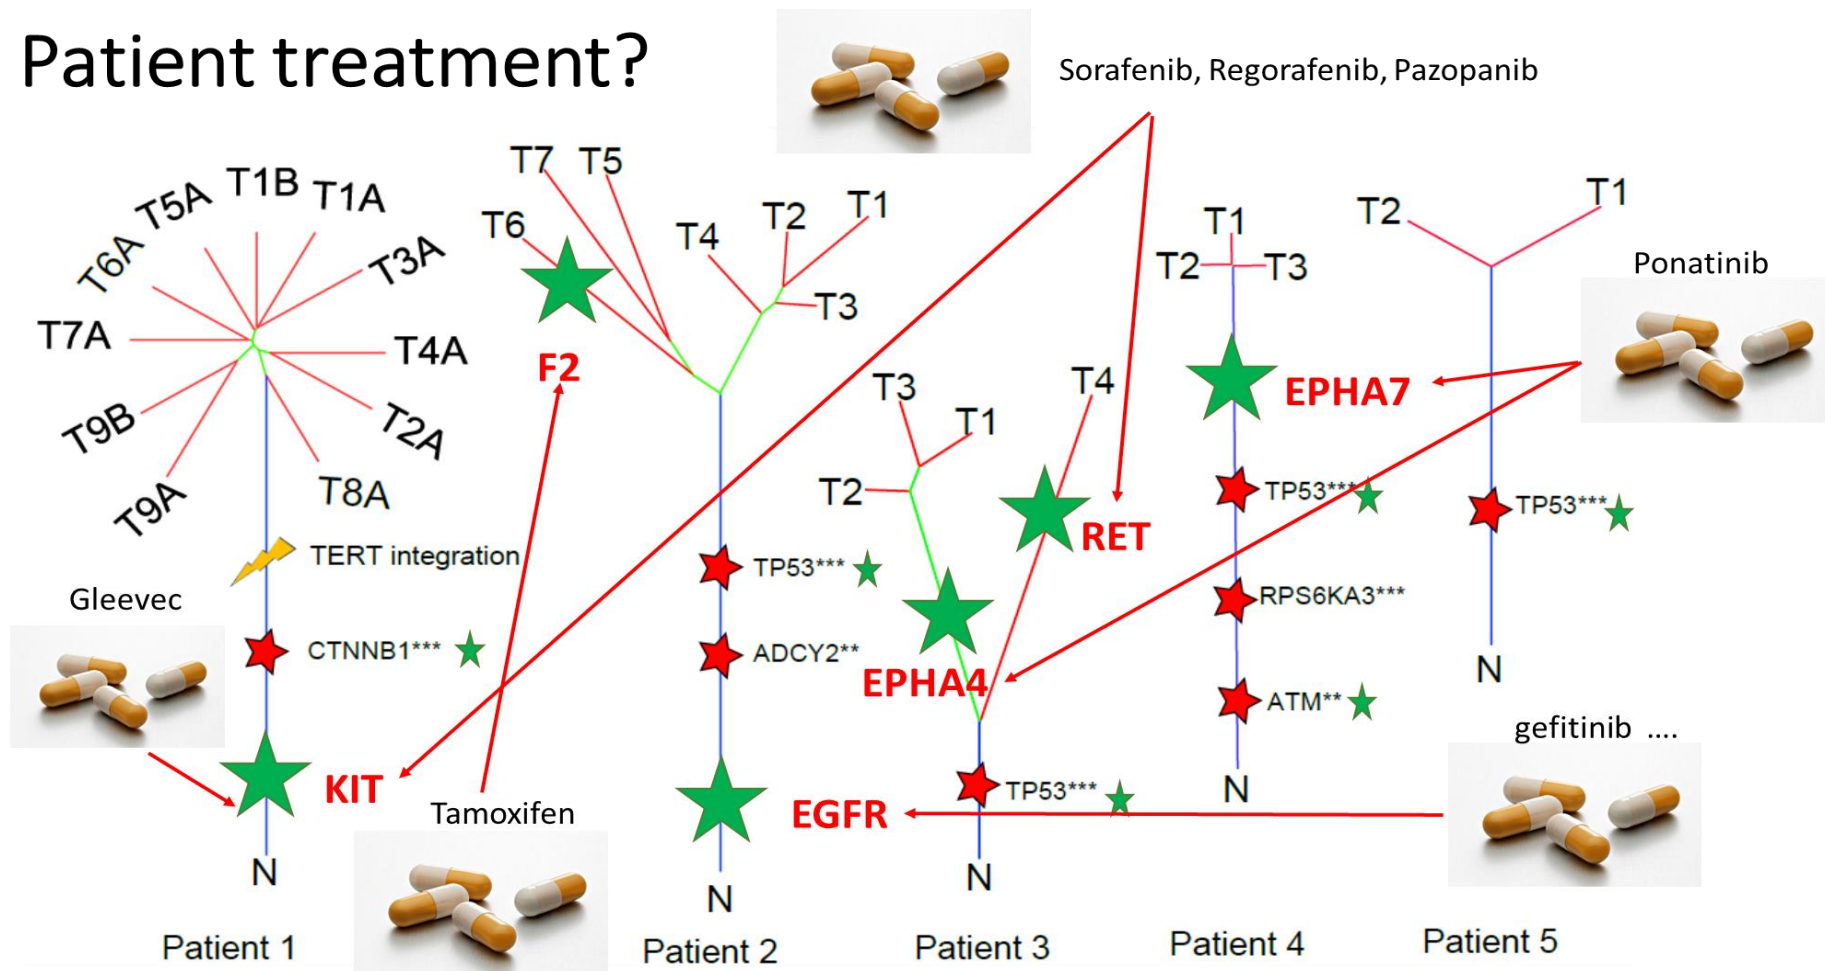 Patient treatment?
Sorafenib, Regorafenib, Pazopanib
T7
T5
T1B
T1A
T5A
T6A
T3A
T7A
T4A
T9B
T2A
T9A
T8A
TERT integration
Gleevec
CTNNB1***
KIT
N
Patient 1
T6
T4
T2
T1
T3
F2
TP53***
ADCY2**
Tamoxifen
EGFR
N
Patient 2
T3
T1
T4
T2
RET
EPHA4
TP53***
N
Patient 3
T1
T2
T3
EPHA7
TP53***
RPS6KA3***
ATM**
N
Patient 4
T2
T1
Ponatinib
TP53***
N
gefitinib ....
Patient 5